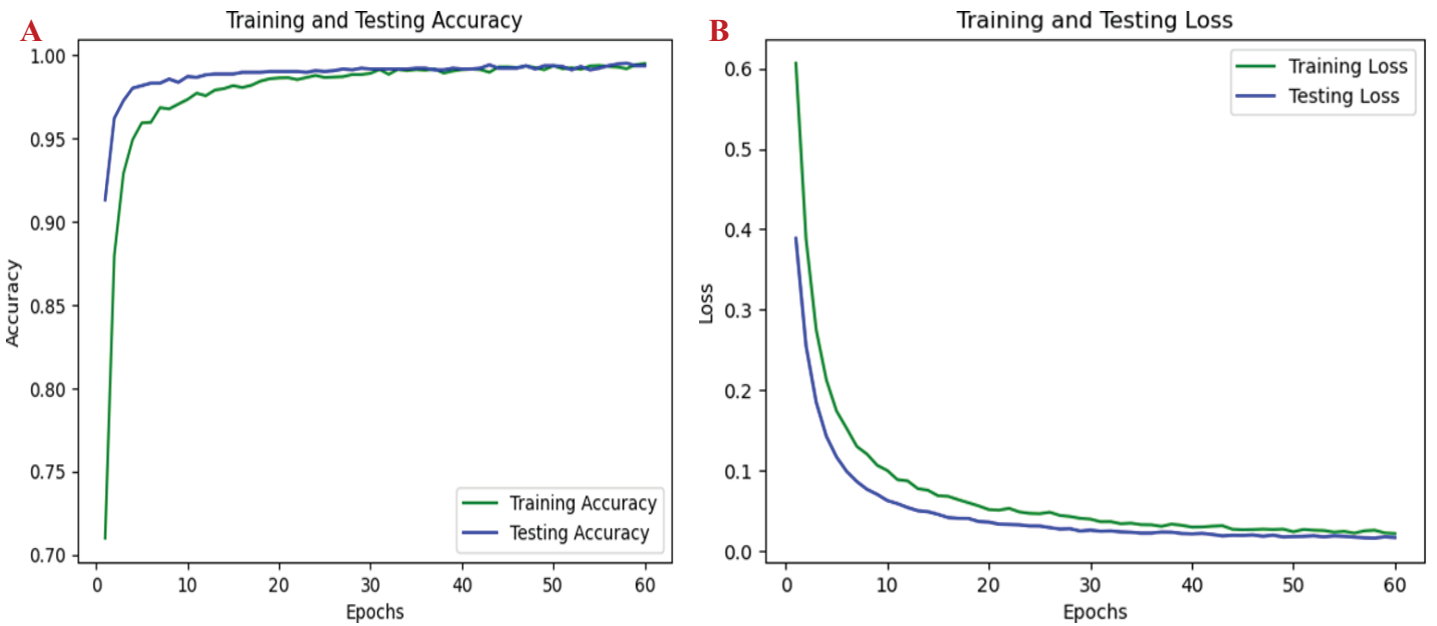 A
Training and Testing Accuracy
1.00
0.95
0.90
0.85
0.80
0.75
0.70
Accuracy
0 10 20 30 40 50 60
Epochs
Training Accuracy
Testing Accuracy
B
Training and Testing Loss
0.6
0.5
0.4
0.3
0.2
0.1
0.0
Loss
0 10 20 30 40 50 60
Epochs
Training Loss
Testing Loss